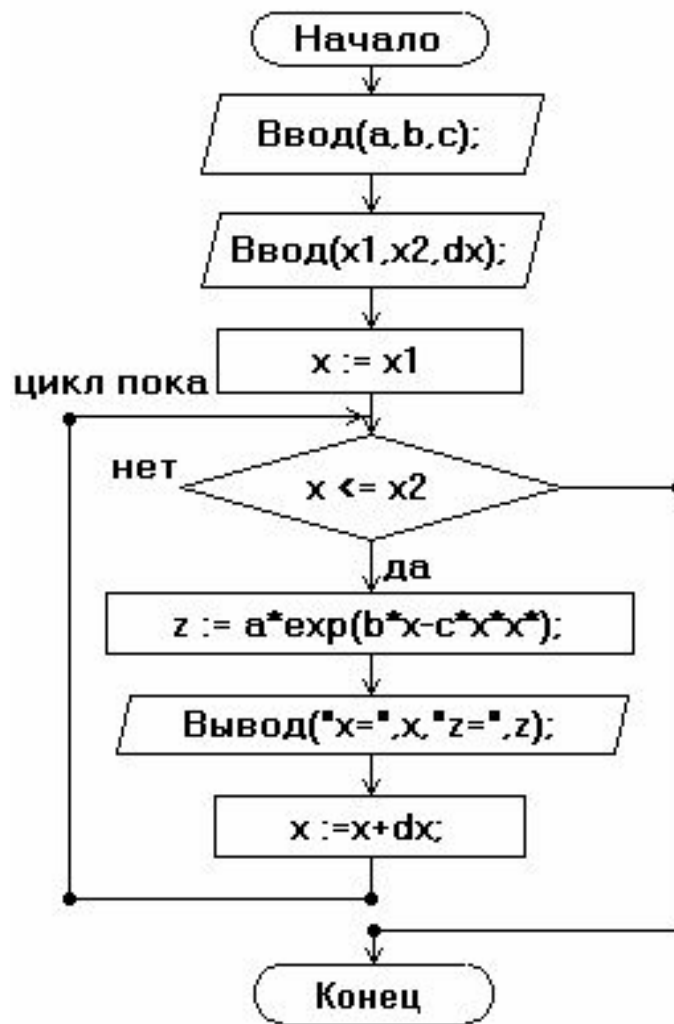 Начало
Ввод(a,b,c);
Ввод(x1,x2,dx);
x := x1
цикл пока
нет
x <= x2
да
z := a*exp(b*x-c*x*x*);
Вывод("x=",x,"z=",z);
x :=x+dx;
Конец